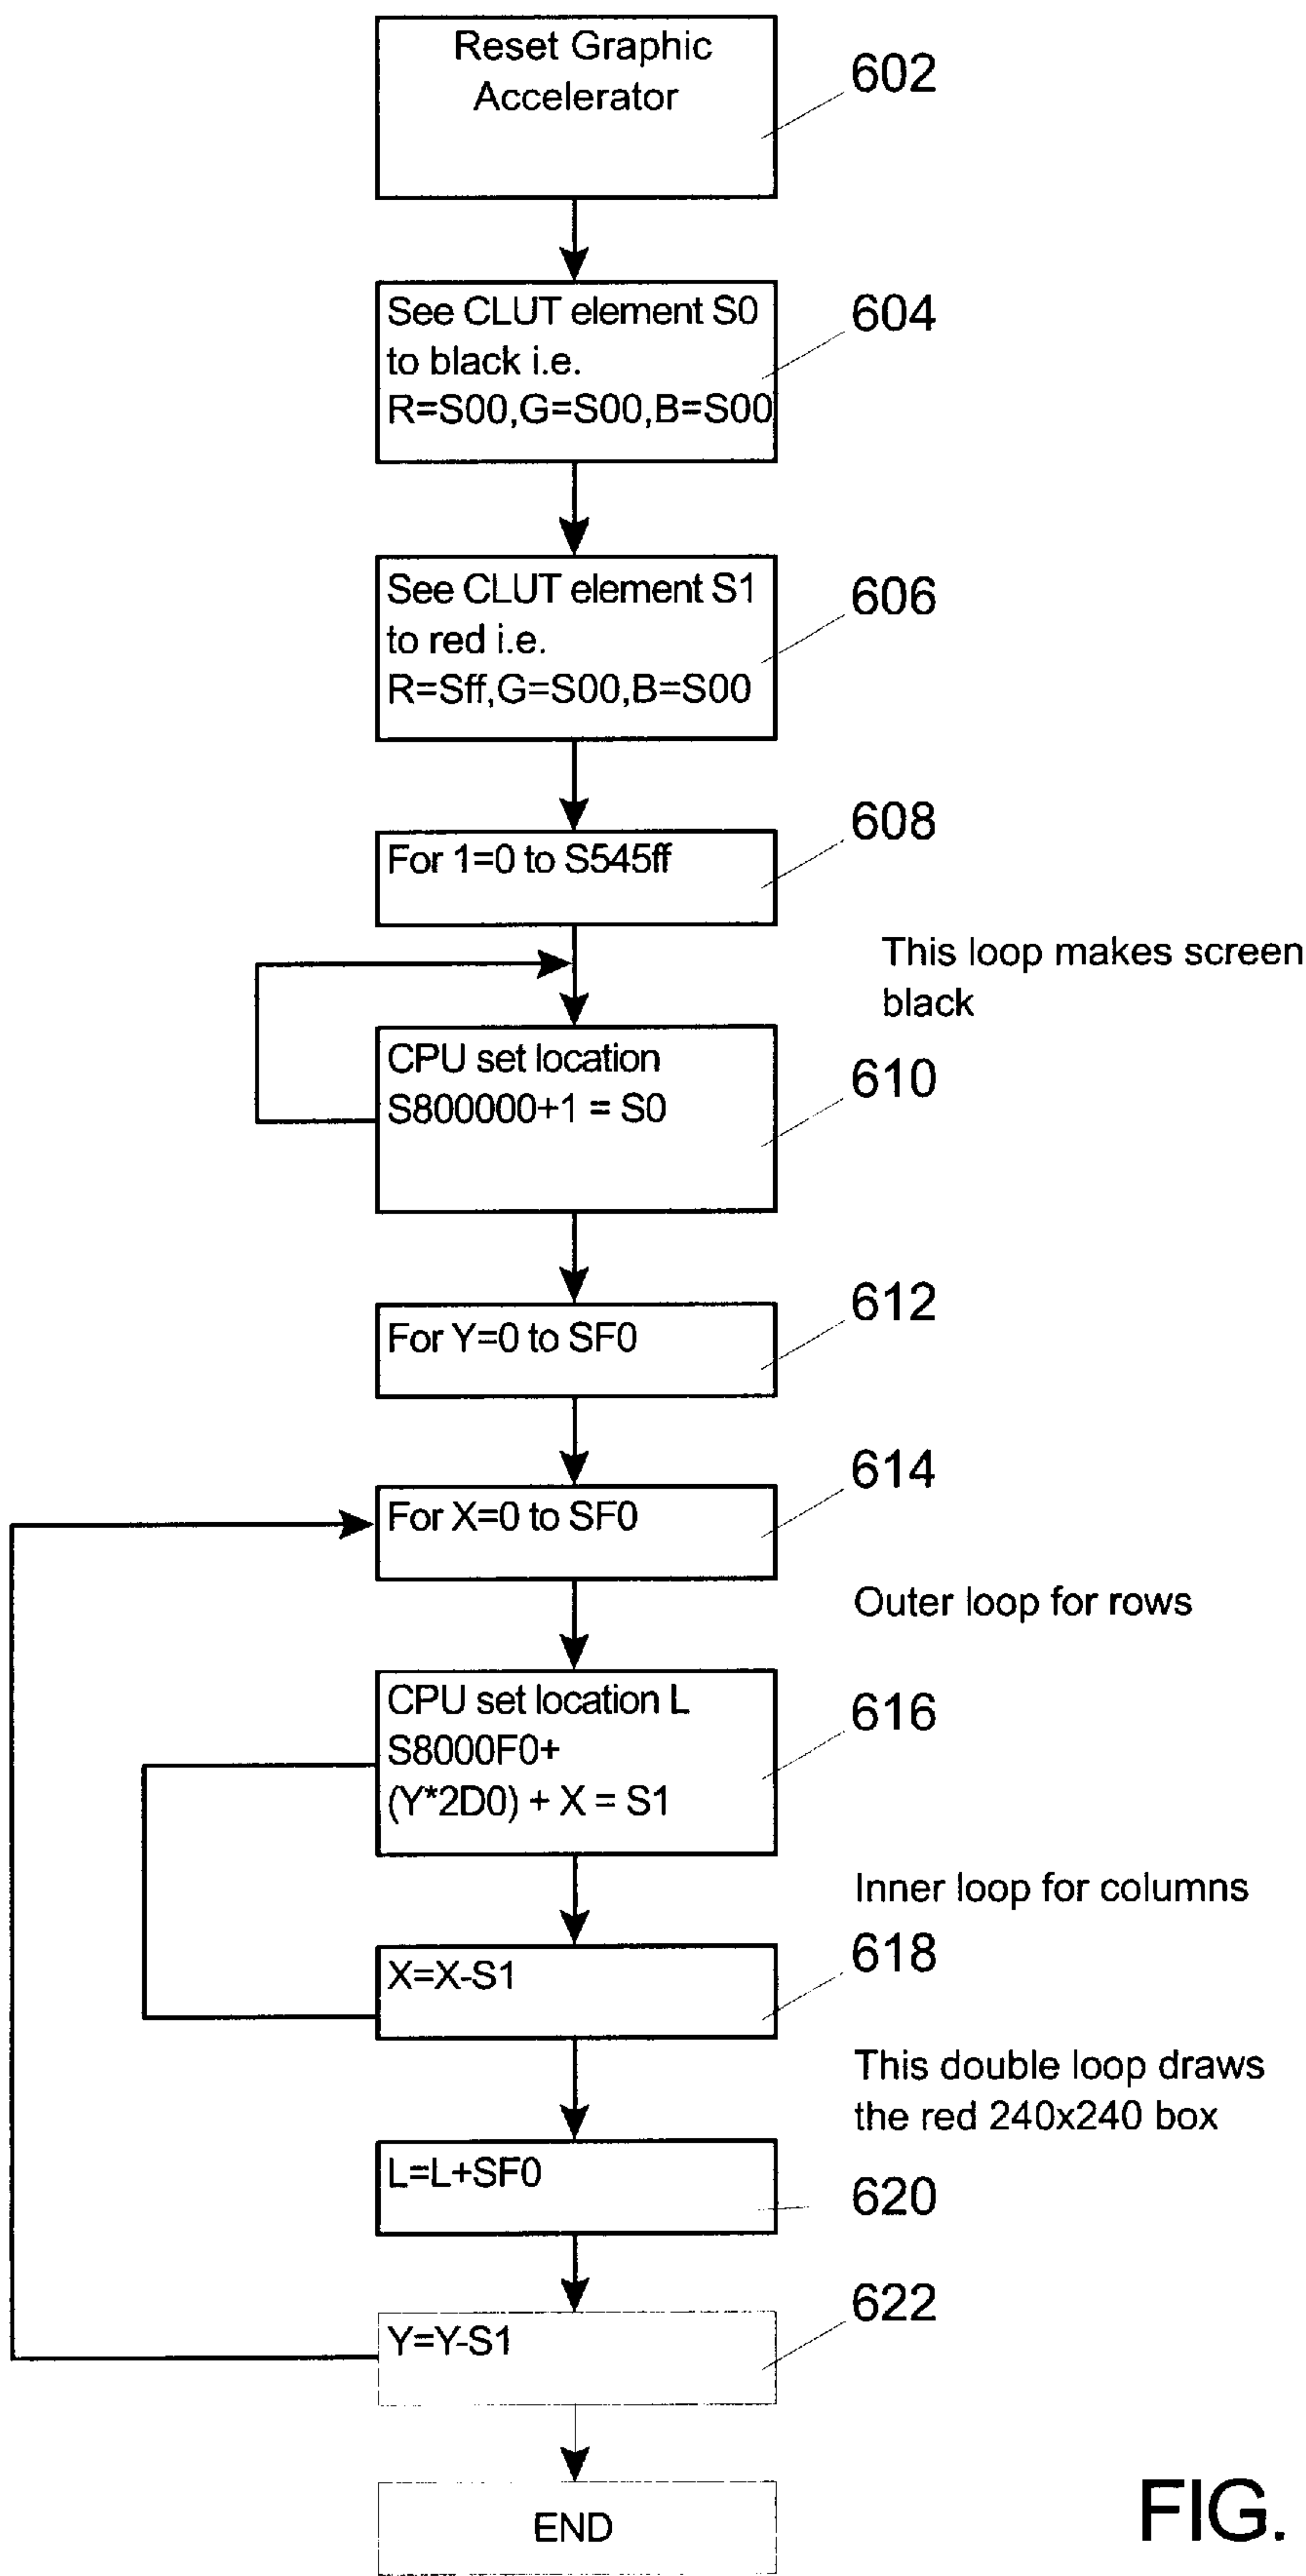 Reset Graphic
Accelerator
602
See CLUT element S0
to black i.e.
R=S00,G=S00,B=S00
604
See CLUT element S1
to red i.e.
R=Sff,G=S00,B=S00
606
For 1=0 to S545ff
608
This loop makes screen
black
CPU set location
S800000+1 = S0
610
For Y=0 to SF0
612
For X=0 to SF0
614
Outer loop for rows
CPU set location L
S8000F0+
(Y*2D0) + X = S1
616
Inner loop for columns
X=X-S1
618
This double loop draws
the red 240x240 box
L=L+SF0
620
Y=Y-S1
622
END
FIG.